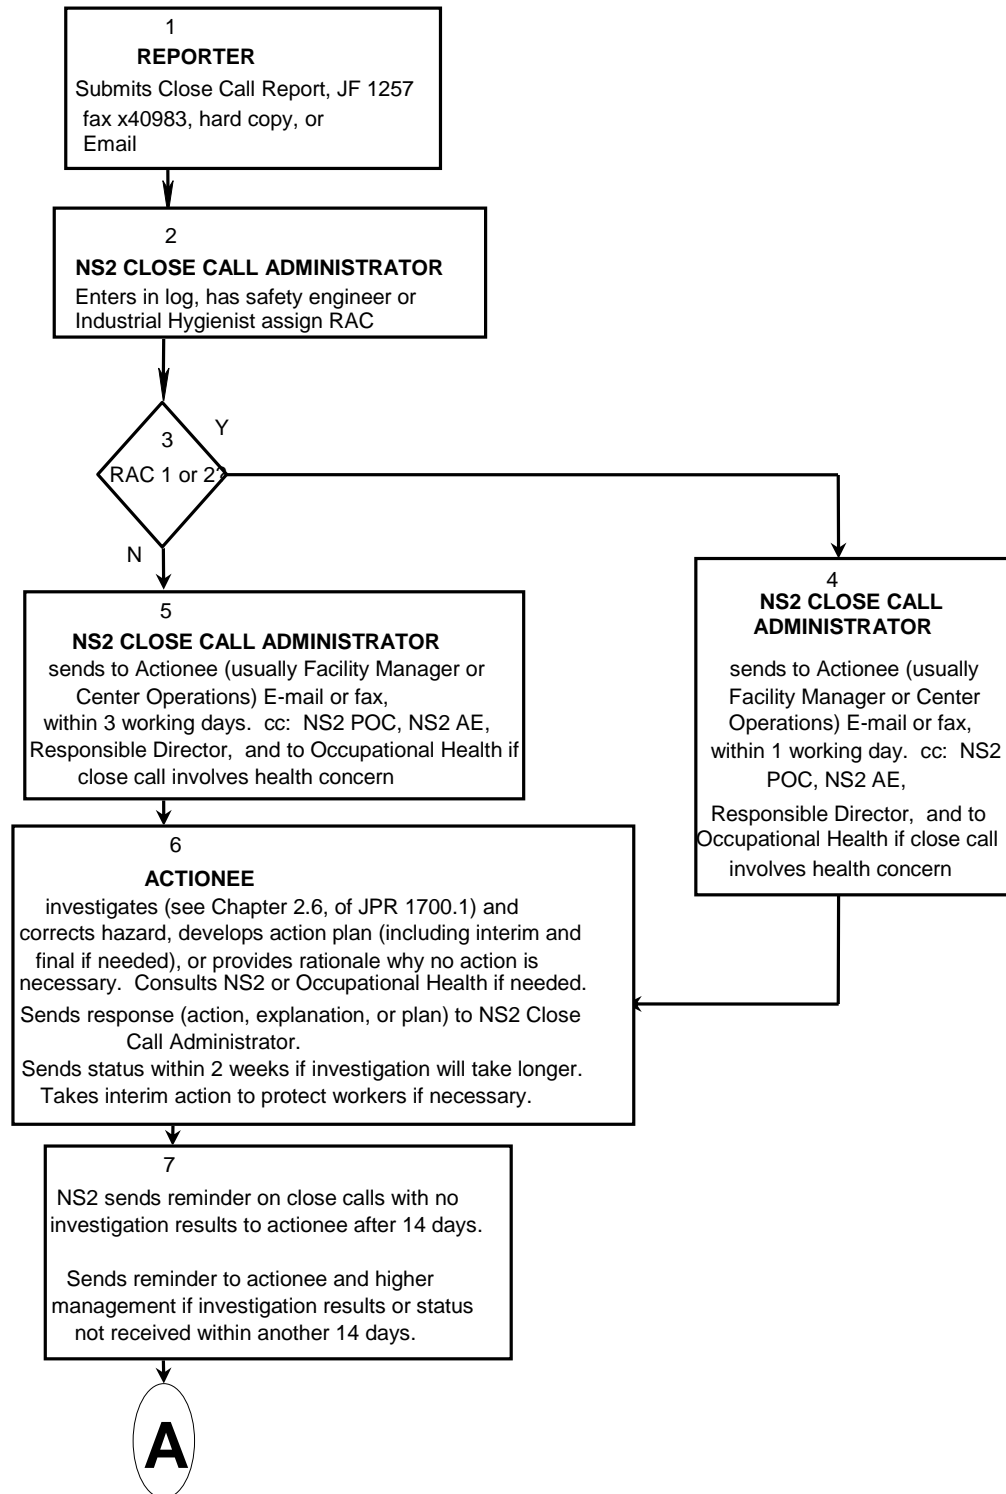 1
REPORTER
Submits Close Call Report, JF 1257
fax x40983, hard copy, or
Email
2
NS2 CLOSE CALL ADMINISTRATOR
Enters in log, has safety engineer or
Industrial Hygienist assign RAC
3
RAC 1 or 2?
Y
N
4
NS2 CLOSE CALL
ADMINISTRATOR
sends to Actionee (usually
Facility Manager or Center
Operations) E-mail or fax,
within 1 working day. cc: NS2
POC, NS2 AE,
Responsible Director, and to
Occupational Health if close call
involves health concern
5
NS2 CLOSE CALL ADMINISTRATOR
sends to Actionee (usually Facility Manager or
Center Operations) E-mail or fax,
within 3 working days. cc: NS2 POC, NS2 AE,
Responsible Director, and to Occupational Health if
close call involves health concern
6
ACTIONEE
investigates (see Chapter 2.6, of JPR 1700.1) and
corrects hazard, develops action plan (including interim and
final if needed), or provides rationale why no action is
necessary. Consults NS2 or Occupational Health if needed.
Sends response (action, explanation, or plan) to NS2 Close
Call Administrator.
Sends status within 2 weeks if investigation will take longer.
Takes interim action to protect workers if necessary.
7
NS2 sends reminder on close calls with no
investigation results to actionee after 14 days.
Sends reminder to actionee and higher
management if investigation results or status
not received within another 14 days.
A